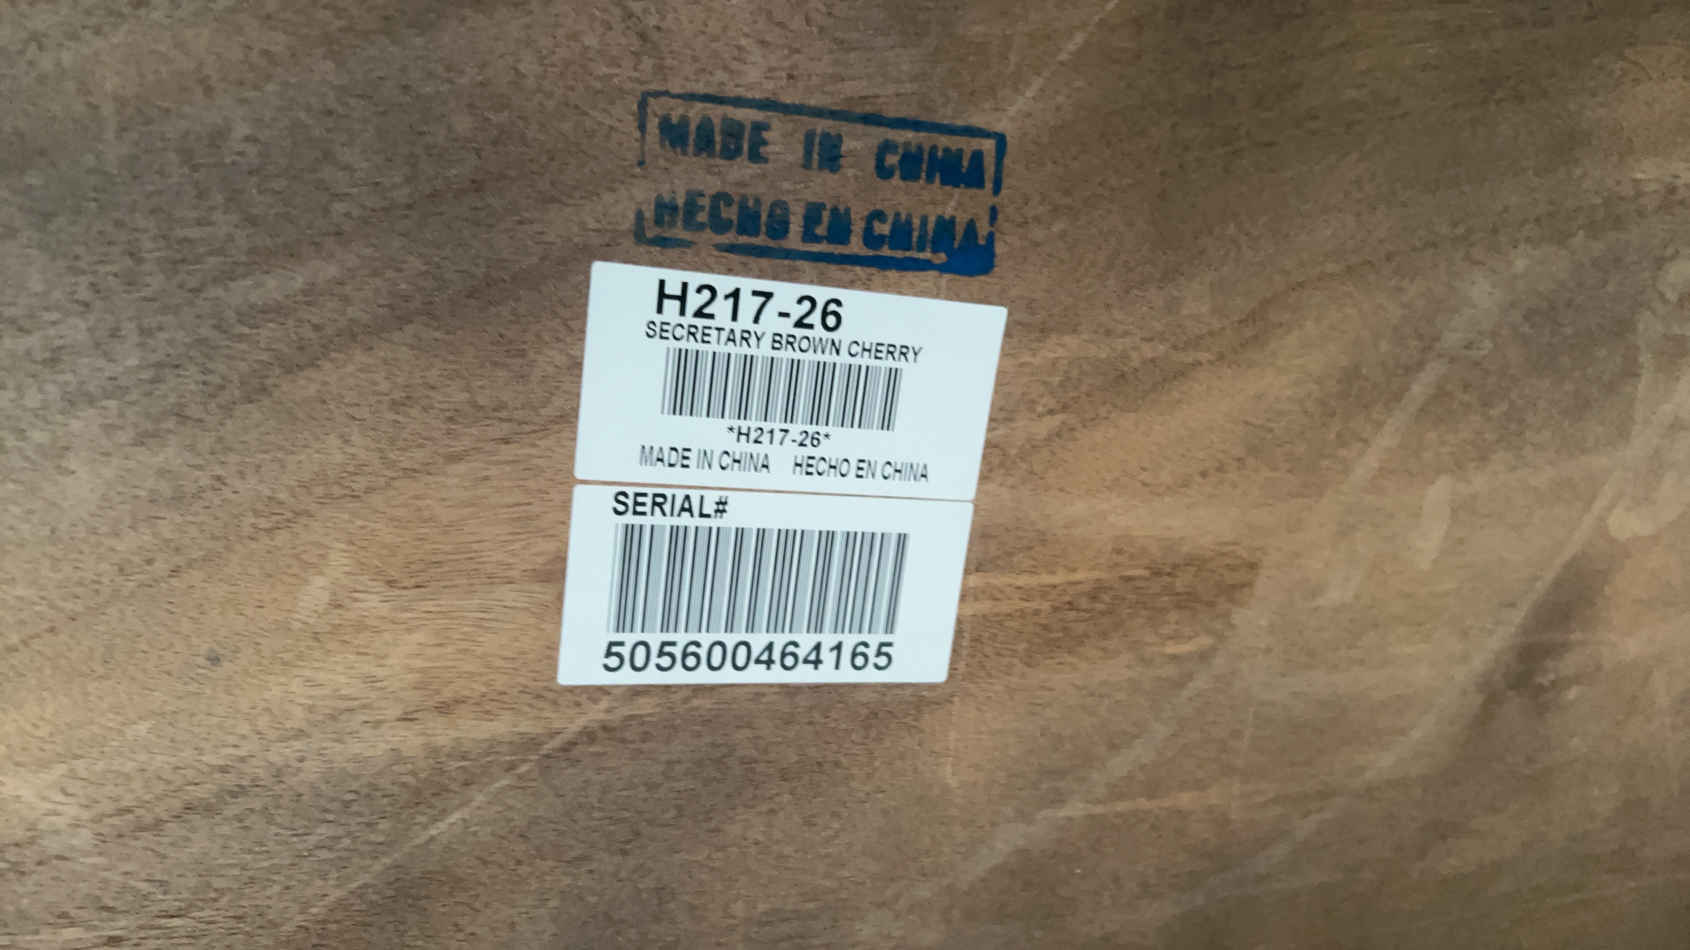 MADE IN CHINA
HECHO EN CHINA
H217-26
SECRETARY BROWN CHERRY
*H217-26*
MADE IN CHINA HECHO EN CHINA
SERIAL#
505600464165